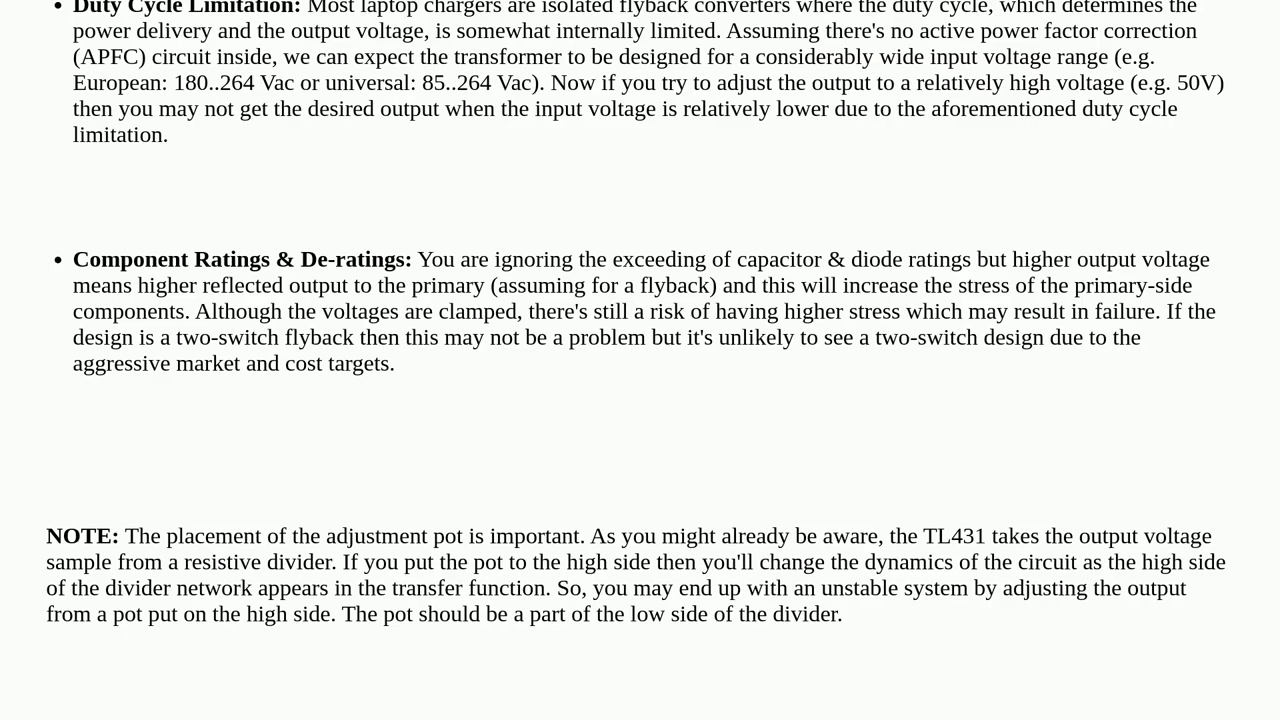 • Duty Cycle Limitation: Most laptop chargers are isolated flyback converters where the duty cycle, which determines the
power delivery and the output voltage, is somewhat internally limited. Assuming there's no active power factor correction
(APFC) circuit inside, we can expect the transformer to be designed for a considerably wide input voltage range (e.g.
European: 180..264 Vac or universal: 85..264 Vac). Now if you try to adjust the output to a relatively high voltage (e.g. 50V)
then you may not get the desired output when the input voltage is relatively lower due to the aforementioned duty cycle
limitation.
• Component Ratings & De-ratings: You are ignoring the exceeding of capacitor & diode ratings but higher output voltage
means higher reflected output to the primary (assuming for a flyback) and this will increase the stress of the primary-side
components. Although the voltages are clamped, there's still a risk of having higher stress which may result in failure. If the
design is a two-switch flyback then this may not be a problem but it's unlikely to see a two-switch design due to the
aggressive market and cost targets.
NOTE: The placement of the adjustment pot is important. As you might already be aware, the TL431 takes the output voltage
sample from a resistive divider. If you put the pot to the high side then you'll change the dynamics of the circuit as the high side
of the divider network appears in the transfer function. So, you may end up with an unstable system by adjusting the output
from a pot put on the high side. The pot should be a part of the low side of the divider.